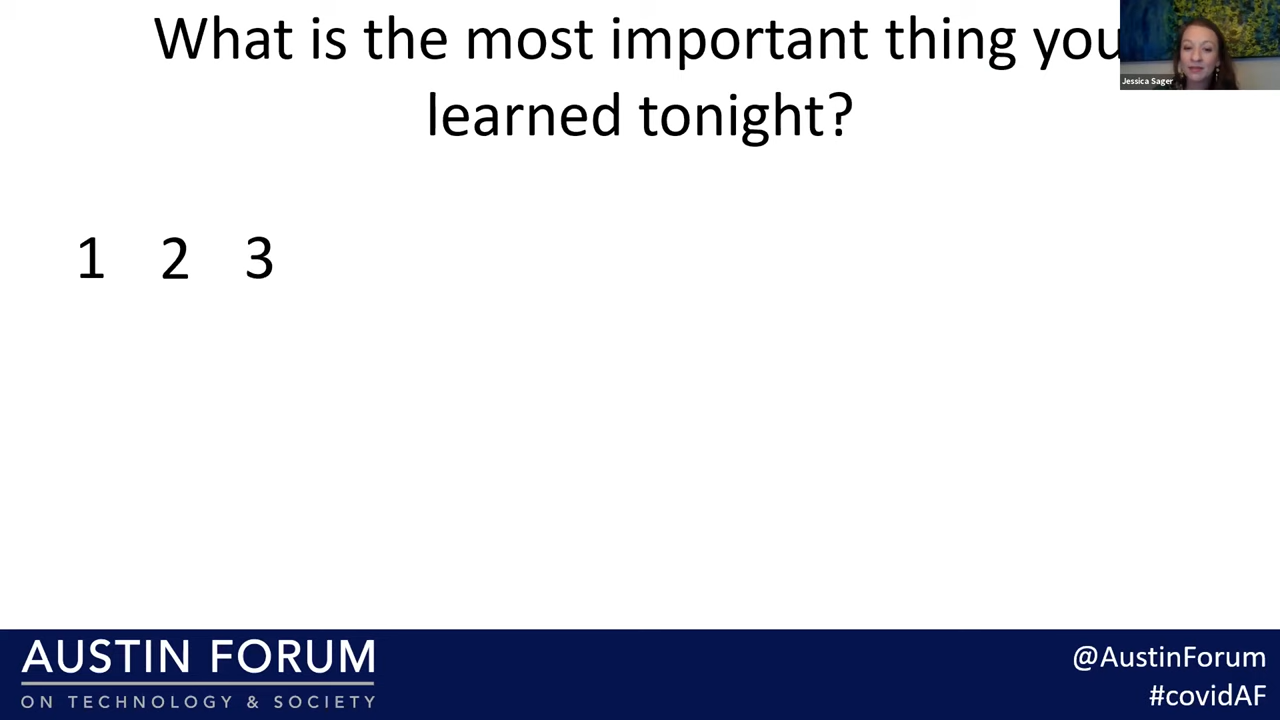 What is the most important thing you
learned tonight?
Jessica Sager
1 2 3
AUSTIN FORUM
ON TECHNOLOGY & SOCIETY
@AustinForum
#covidAF